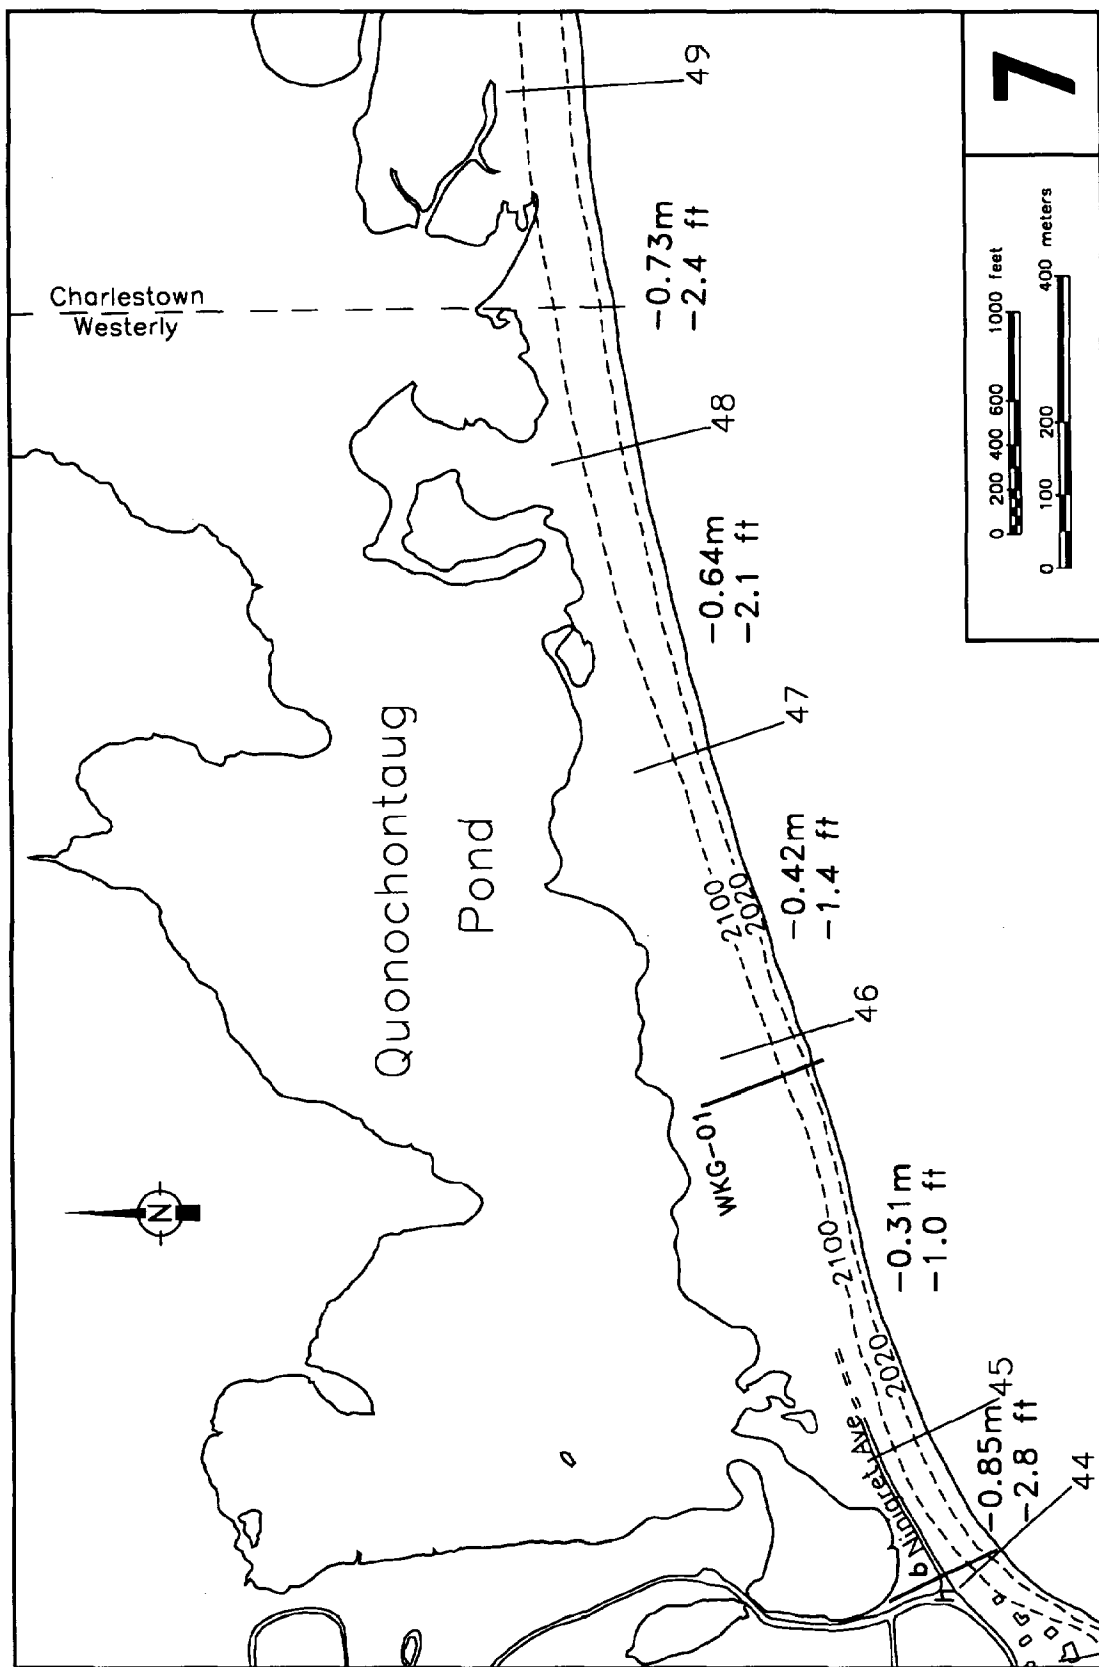 Charlestown
Westerly
Quonochontaug
Pond
N
49
-0.73m
-2.4 ft
48
-0.64m
-2.1 ft
47
2100
2020
-0.42m
-1.4 ft
46
WKG-01
2100
-0.31m
-1.0 ft
2020
45
Ninigret Ave
b
-0.85m
-2.8 ft
44
7
0 200 400 600 1000 feet
0 100 200 400 meters